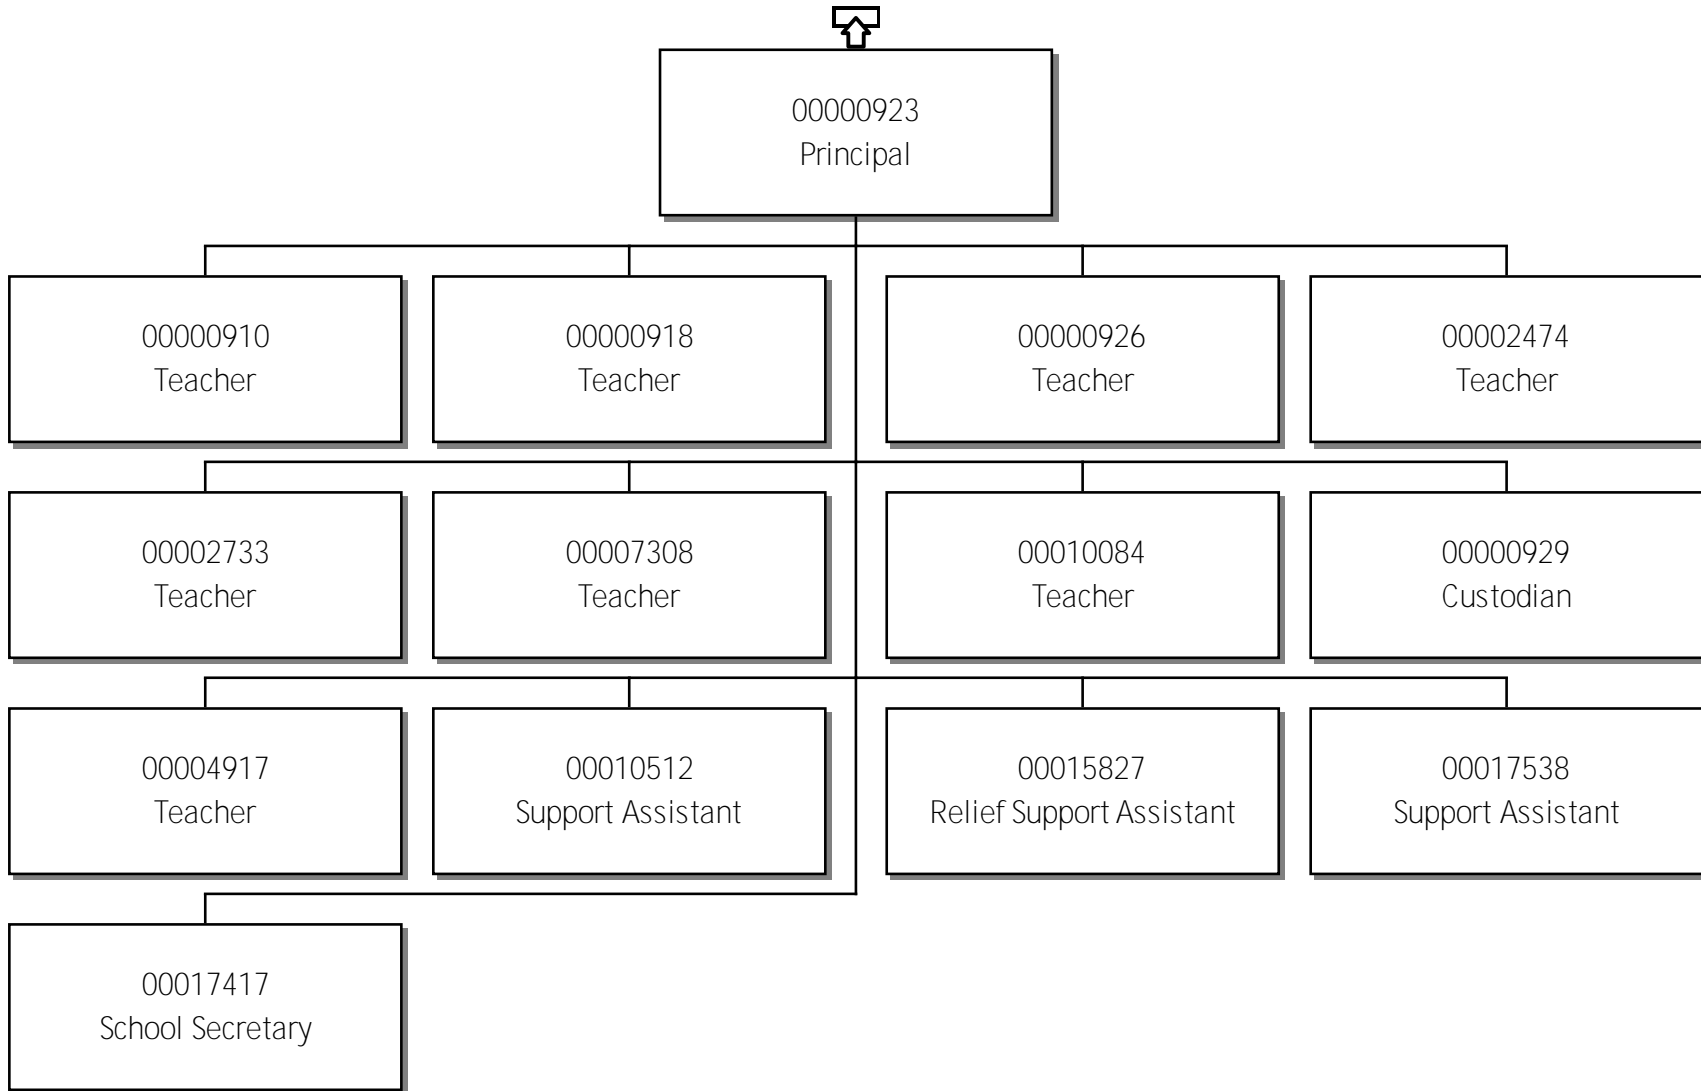 00000923
Principal
00000910
Teacher
00000918
Teacher
00000926
Teacher
00002474
Teacher
00002733
Teacher
00007308
Teacher
00010084
Teacher
00000929
Custodian
00004917
Teacher
00010512
Support Assistant
00015827
Relief Support Assistant
00017538
Support Assistant
00017417
School Secretary